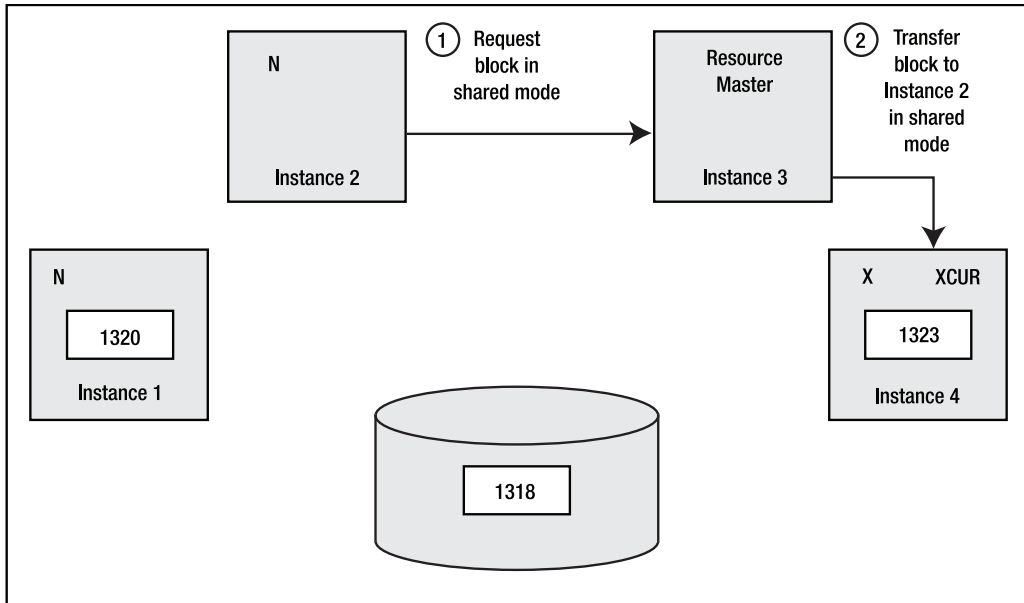 N
Instance 2
1
Request
block in
shared mode
Resource
Master
Instance 3
2
Transfer
block to
Instance 2
in shared
mode
N
1320
Instance 1
X XCUR
1323
Instance 4
1318